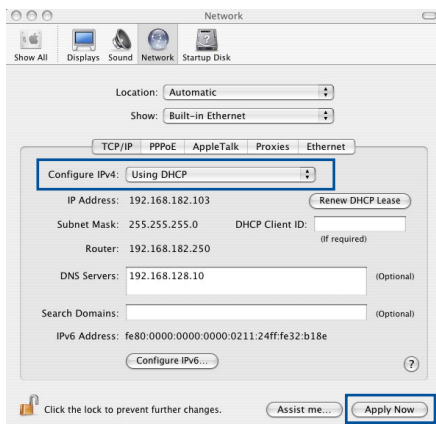 Network
Show All Displays Sound Network Startup Disk
Location: Automatic
Show: Built-in Ethernet
TCP/IP PPPoE AppleTalk Proxies Ethernet
Configure IPv4: Using DHCP
IP Address: 192.168.182.103 Renew DHCP Lease
Subnet Mask: 255.255.255.0 DHCP Client ID:
(If required)
Router: 192.168.182.250
DNS Servers: 192.168.128.10 (Optional)
Search Domains: (Optional)
IPv6 Address: fe80:0000:0000:0000:0211:24ff:fe32:b18e
Configure IPv6... ?
Click the lock to prevent further changes. Assist me... Apply Now